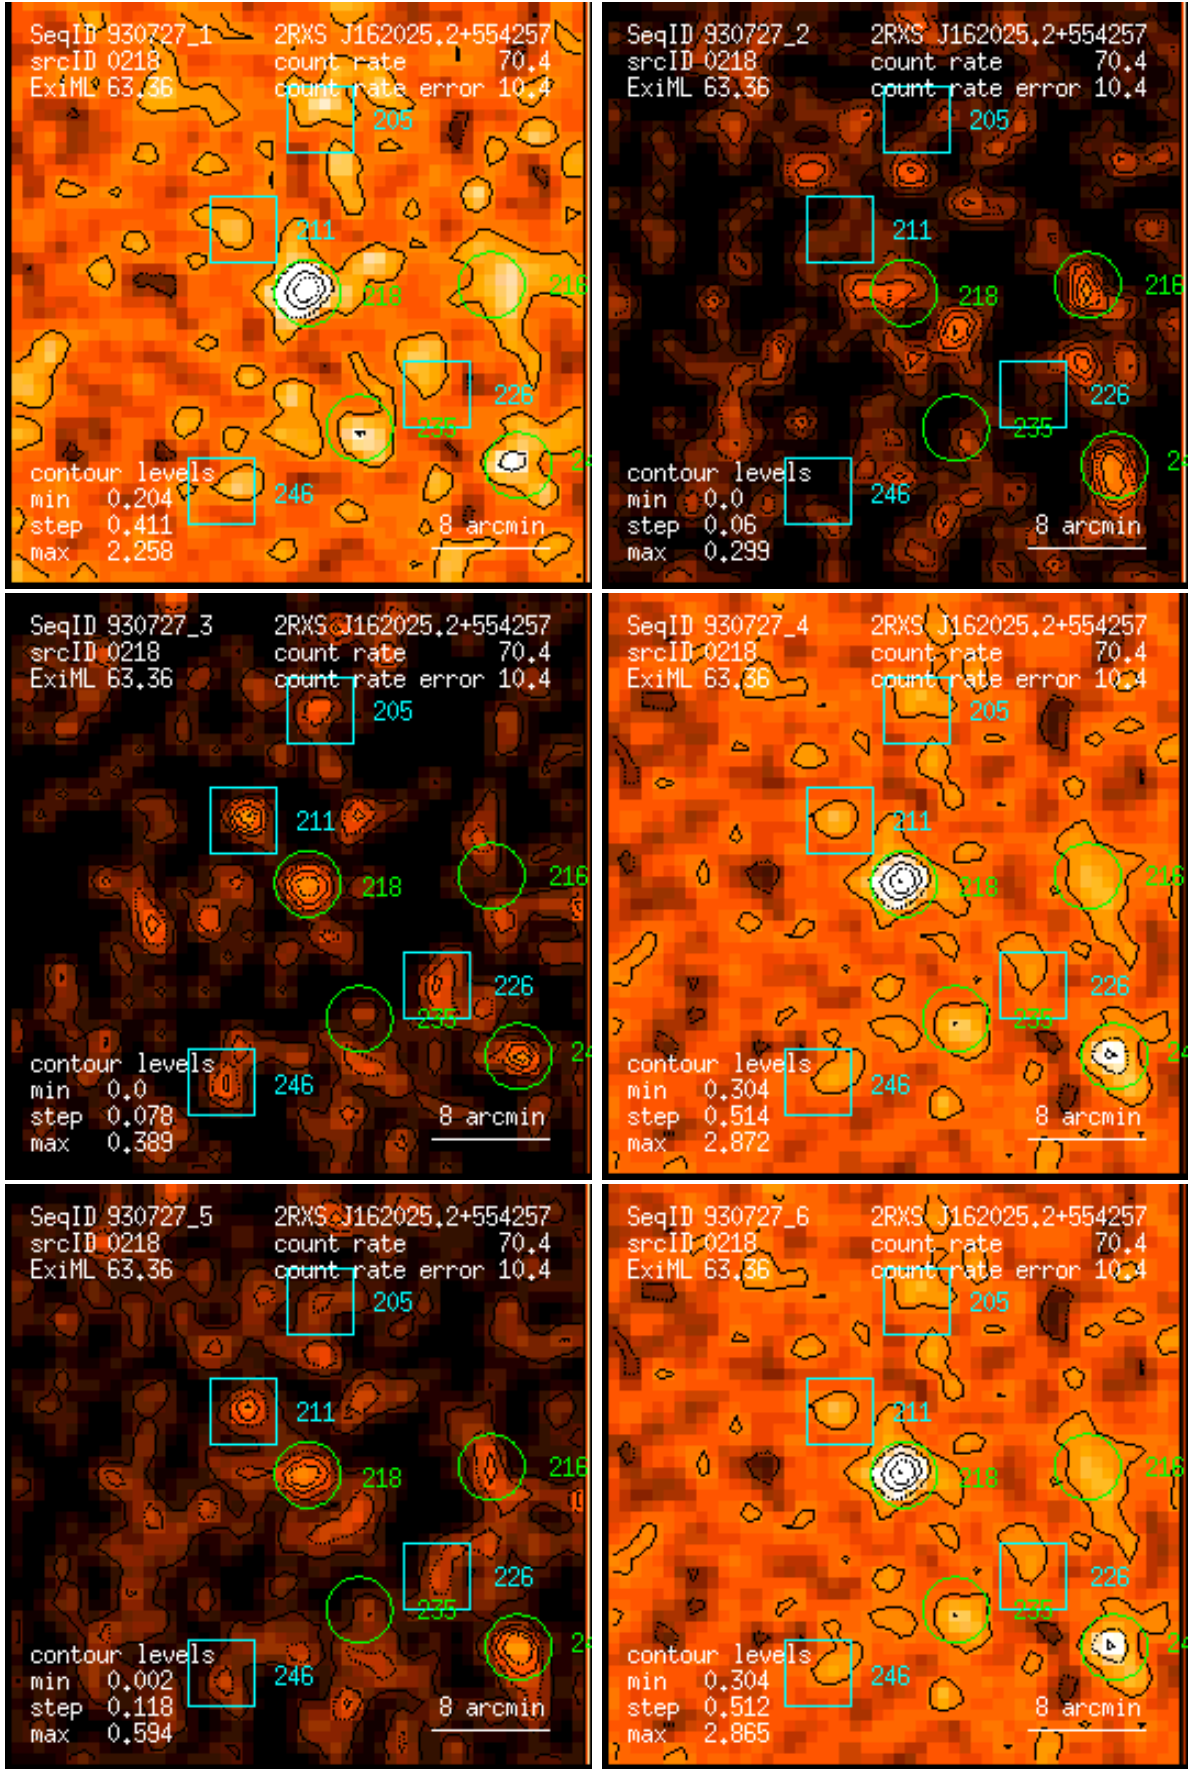 SeqID 930727_1 2RXS J162025.2+554257
srcID 0218 count rate 70.4
ExiML 63.36 count rate error 10.4
205
211
218 216
226
235
contour levels 24
min 0.204 246
step 0.411 8 arcmin
max 2.258
SeqID 930727_2 2RXS J162025.2+554257
srcID 0218 count rate 70.4
ExiML 63.36 count rate error 10.4
205
211
218 216
226
235
contour levels 24
min 0.0 246
step 0.06 8 arcmin
max 0.299
SeqID 930727_3 2RXS J162025.2+554257
srcID 0218 count rate 70.4
ExiML 63.36 count rate error 10.4
205
211
218 216
226
235
contour levels 24
min 0.0 246
step 0.078 8 arcmin
max 0.389
SeqID 930727_4 2RXS J162025.2+554257
srcID 0218 count rate 70.4
ExiML 63.36 count rate error 10.4
205
211
218 216
226
235
contour levels 24
min 0.304 246
step 0.514 8 arcmin
max 2.872
SeqID 930727_5 2RXS J162025.2+554257
srcID 0218 count rate 70.4
ExiML 63.36 count rate error 10.4
205
211
218 216
226
235
contour levels 24
min 0.002 246
step 0.118 8 arcmin
max 0.594
SeqID 930727_6 2RXS J162025.2+554257
srcID 0218 count rate 70.4
ExiML 63.36 count rate error 10.4
205
211
218 216
226
235
contour levels 24
min 0.304 246
step 0.512 8 arcmin
max 2.865